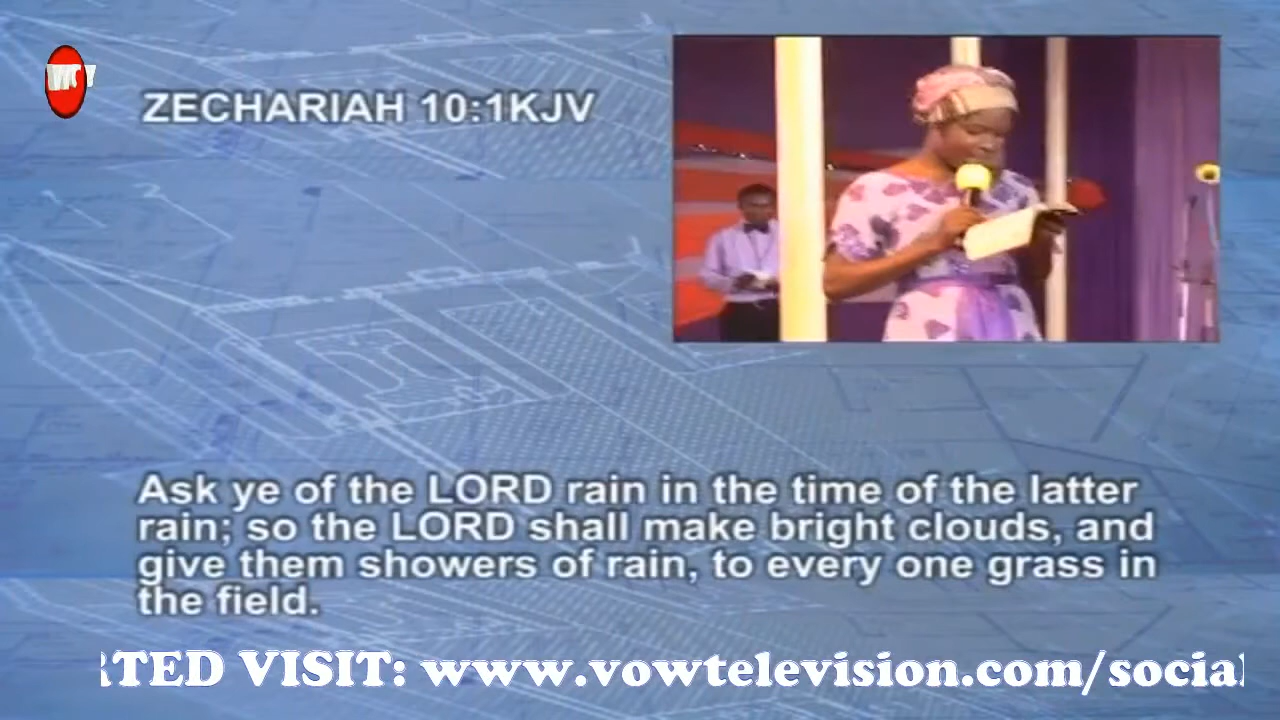 ZECHARIAH 10:1KJV
Ask ye of the LORD rain in the time of the latter
rain; so the LORD shall make bright clouds, and
give them showers of rain, to every one grass in
the field.
VISIT: www.vowtelevision.com/social